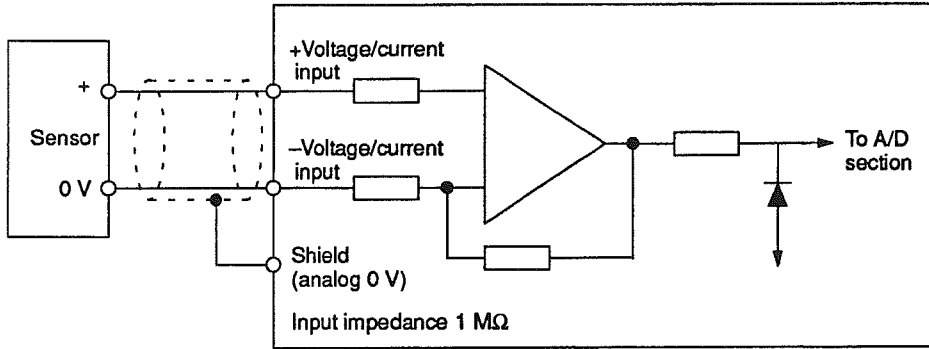 +Voltage/current
input
+
Sensor
0 V
–Voltage/current
input
To A/D
section
Shield
(analog 0 V)
Input impedance 1 MΩ